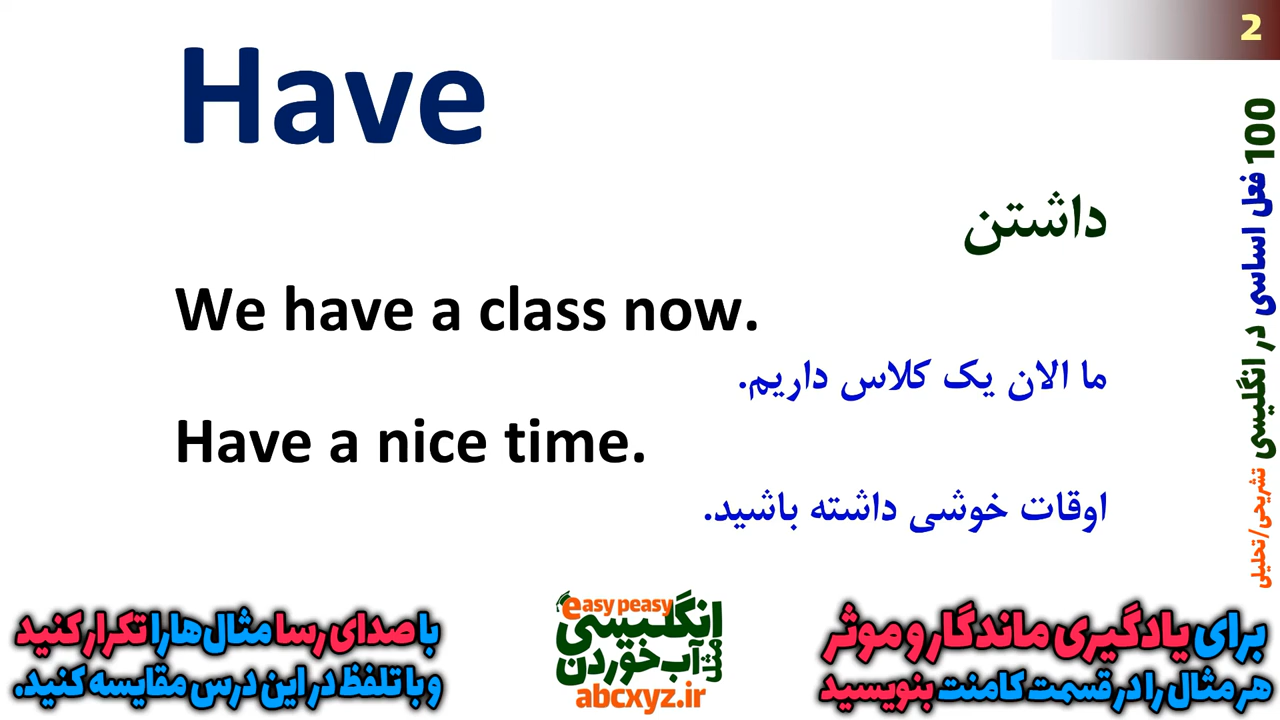 2
Have
داشتن
We have a class now.
ما الان یک کلاس داریم.
Have a nice time.
اوقات خوشی داشته باشید.
100 فعل اساسی در انگلیسی تشریحی/تحلیلی
برای یادگیری ماندگار و موثر
هر مثال را در قسمت کامنت بنویسید
easy peasy
انگلیسی
مثل آب خوردن
abcxyz.ir
با صدای رسا مثال‌ها را تکرار کنید
و با تلفظ در این درس مقایسه کنید.